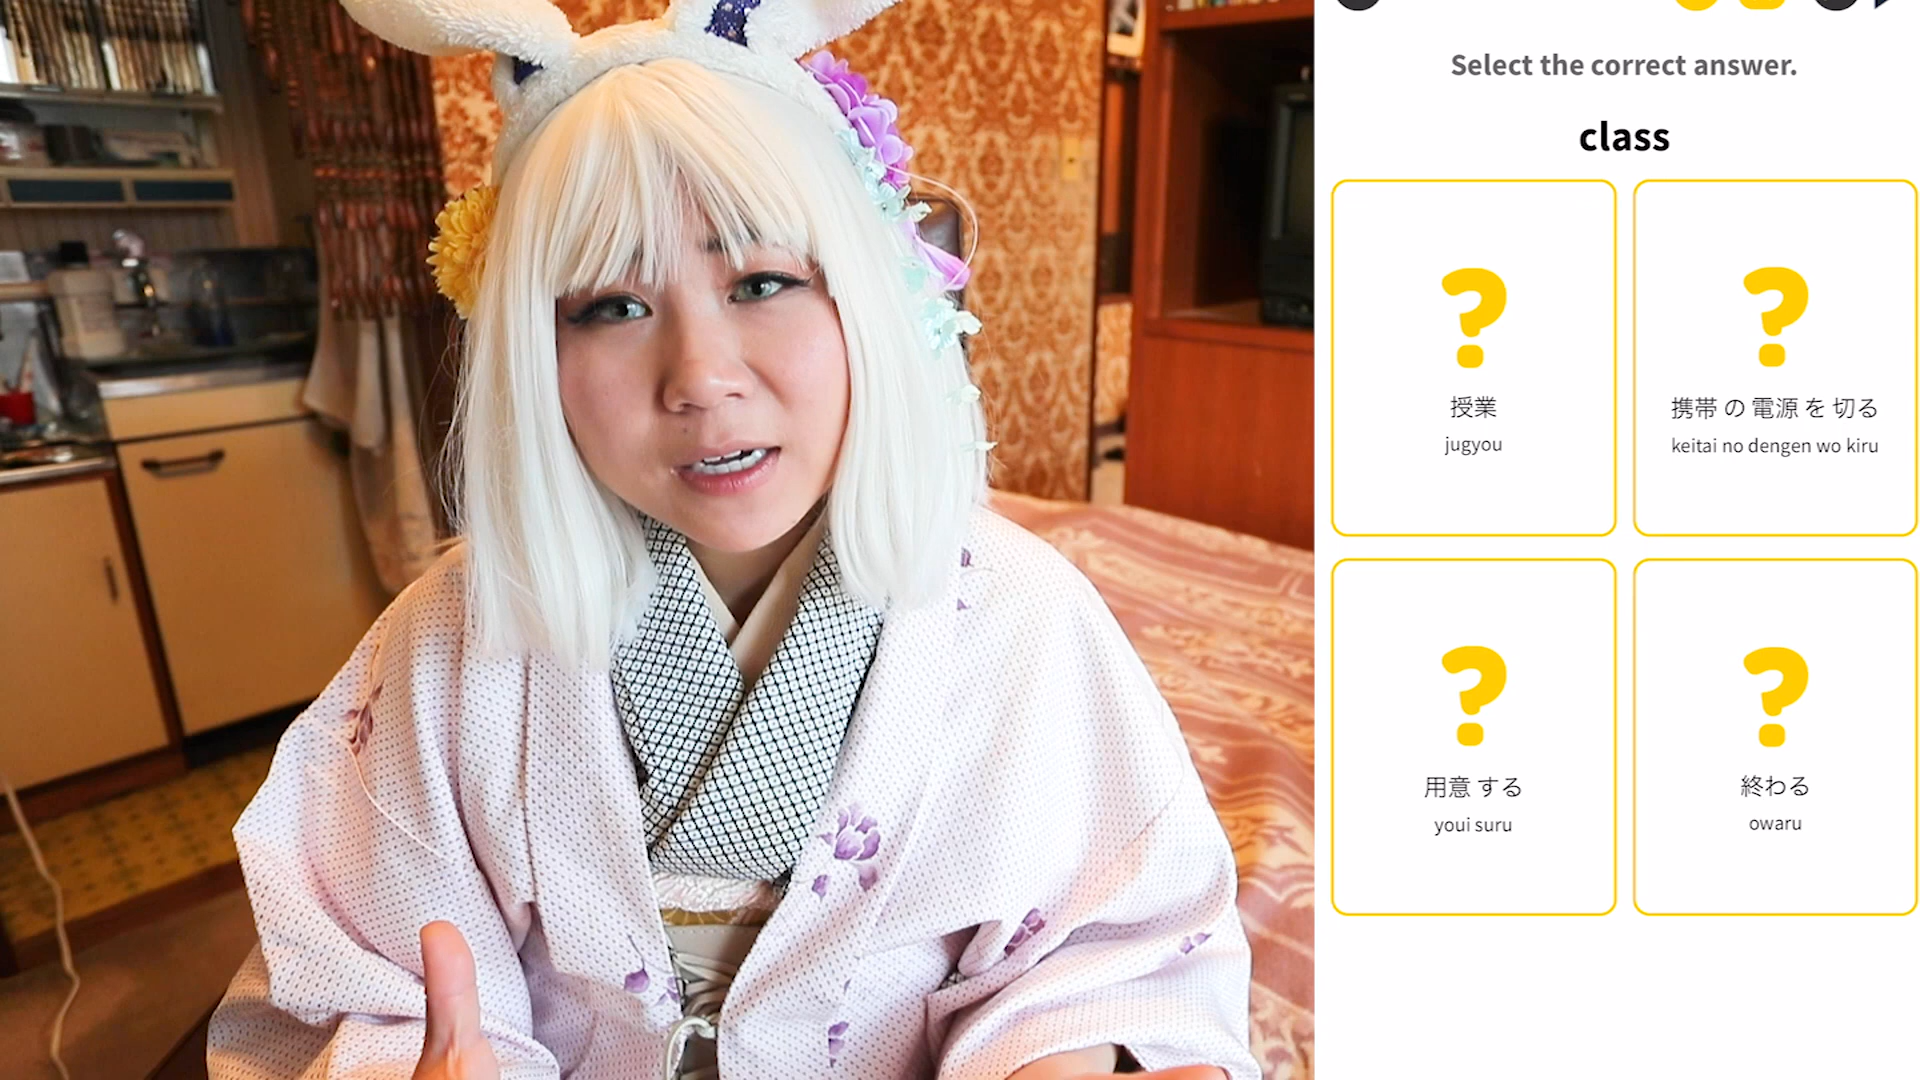 Select the correct answer.
class
授業
jugyou
携帯 の 電源 を 切る
keitai no dengen wo kiru
用意 する
youi suru
終わる
owaru